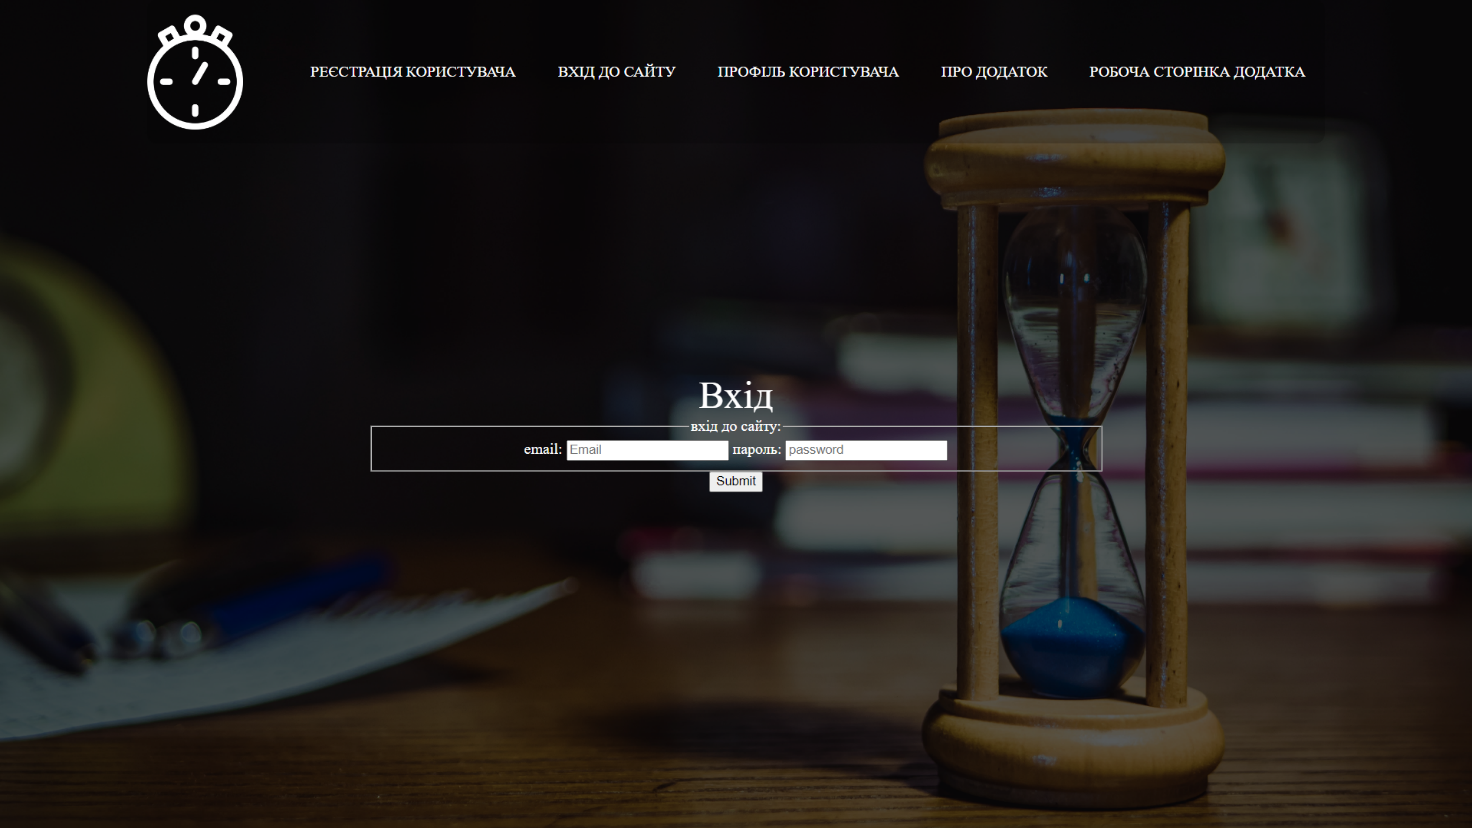 РЕЄСТРАЦІЯ КОРИСТУВАЧА ВХІД ДО САЙТУ ПРОФІЛЬ КОРИСТУВАЧА ПРО ДОДАТОК РОБОЧА СТОРІНКА ДОДАТКА
Вхід
вхід до сайту:
email: Email пароль: password
Submit